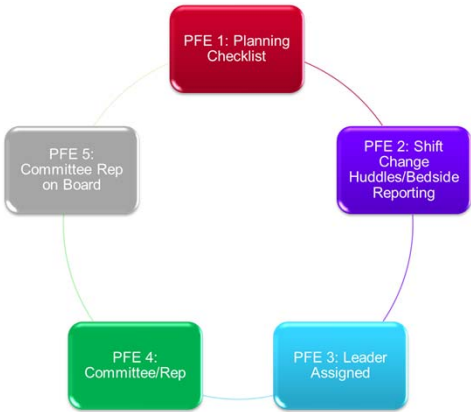 PFE 1: Planning
Checklist
PFE 2: Shift
Change
Huddles/Bedside
Reporting
PFE 3: Leader
Assigned
PFE 4:
Committee/Rep
PFE 5:
Committee Rep
on Board